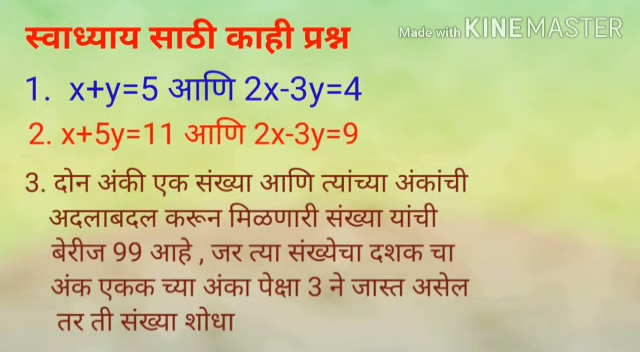 स्वाध्याय साठी काही प्रश्न
Made with KINEMASTER
1. x+y=5 आणि 2x-3y=4
2. x+5y=11 आणि 2x-3y=9
3. दोन अंकी एक संख्या आणि त्यांच्या अंकांची
अदलाबदल करून मिळणारी संख्या यांची
बेरीज 99 आहे , जर त्या संख्येचा दशक चा
अंक एकक च्या अंका पेक्षा 3 ने जास्त असेल
तर ती संख्या शोधा